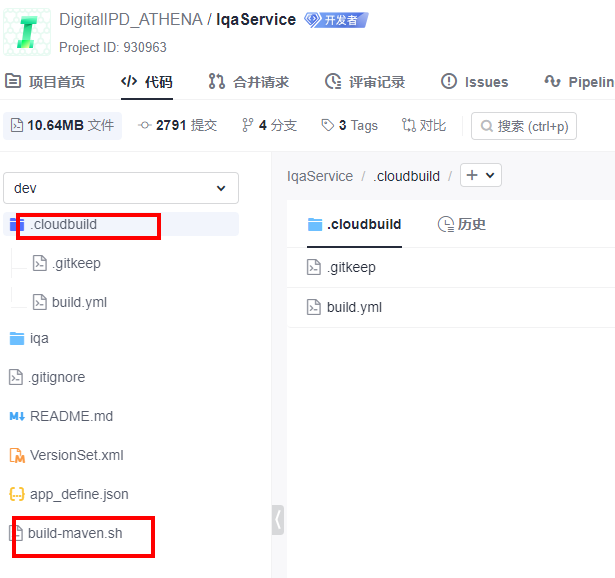 DigitalIPD_ATHENA / IqaService 开发者
Project ID: 930963
项目首页 代码 合并请求 评审记录 Issues Pipelin
10.64MB 文件 2791 提交 4 分支 3 Tags 对比 搜索 (ctrl+p)
dev
IqaService / .cloudbuild /
.cloudbuild
.gitkeep
build.yml
iqa
.gitignore
README.md
VersionSet.xml
app_define.json
build-maven.sh
.cloudbuild 历史
.gitkeep
build.yml